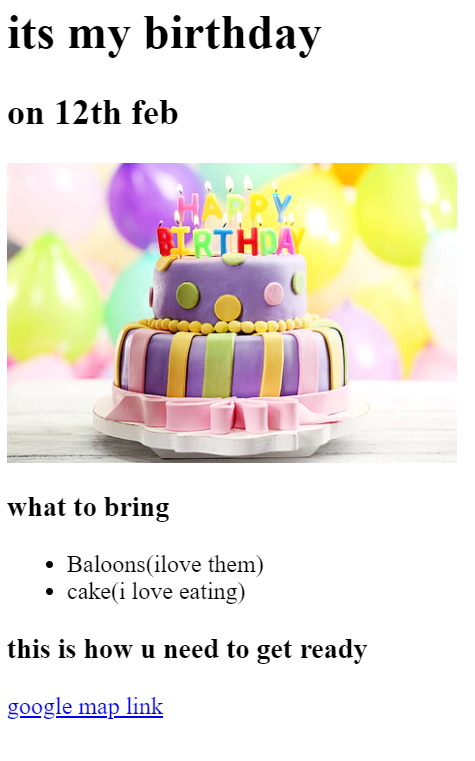 its my birthday
on 12th feb
HAPPY
BIRTHDAY
what to bring
Baloons(ilove them)
cake(i love eating)
this is how u need to get ready
google map link